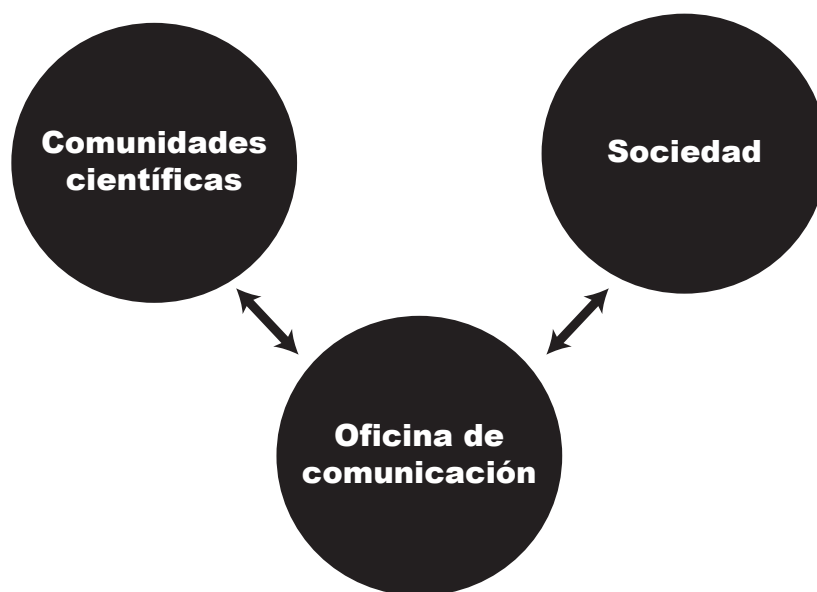 Comunidades
científicas
Sociedad
Oficina de
comunicación